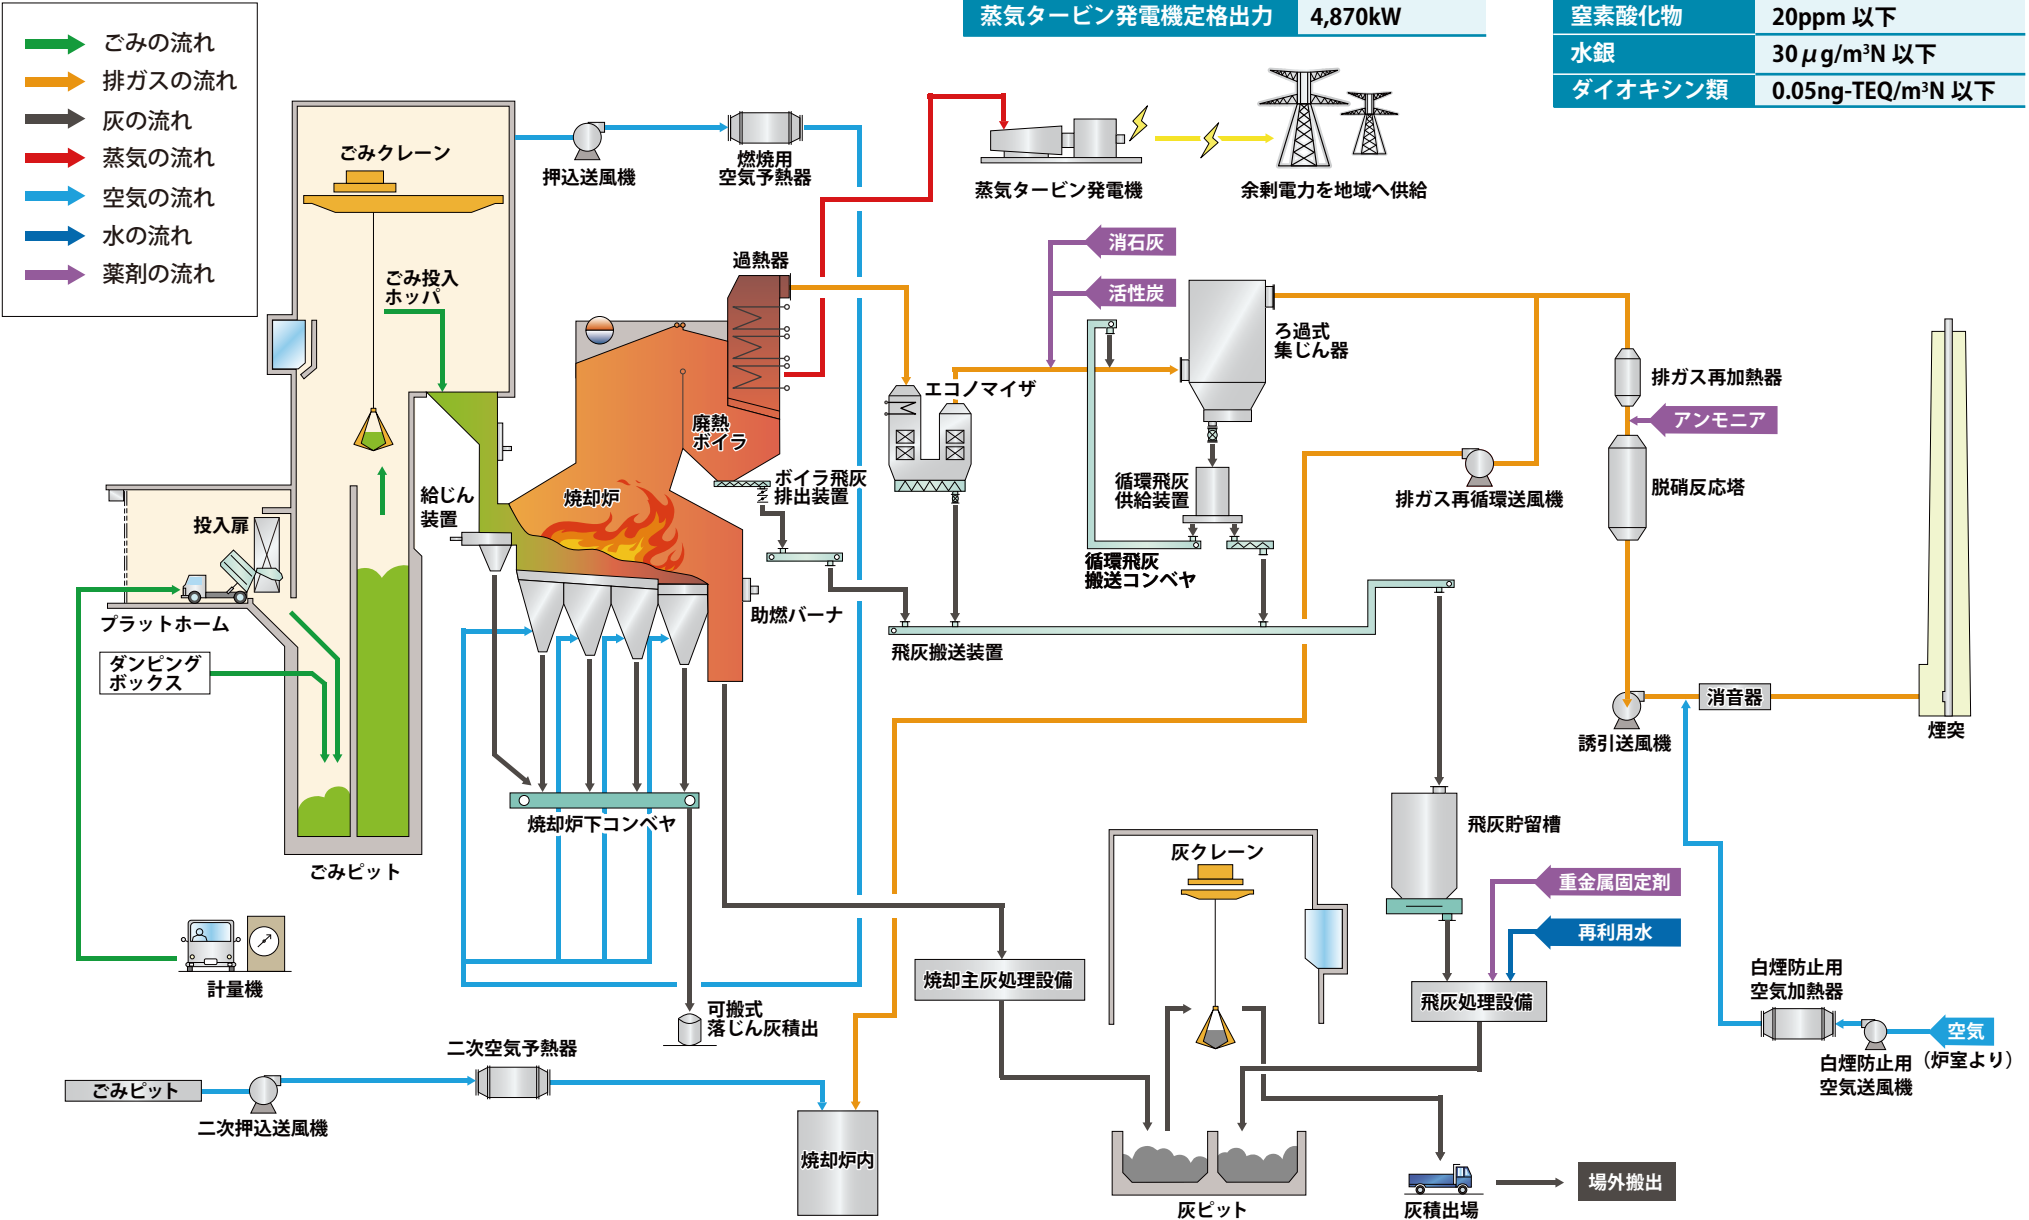 蒸気タービン発電機定格出力 4,870kW
窒素酸化物 20ppm 以下
水銀 30μg/m³N 以下
ダイオキシン類 0.05ng-TEQ/m³N 以下
ごみの流れ
排ガスの流れ
灰の流れ
蒸気の流れ
空気の流れ
水の流れ
薬剤の流れ
ごみクレーン
押込送風機
燃焼用
空気予熱器
蒸気タービン発電機
余剰電力を地域へ供給
ごみ投入
ホッパ
過熱器
消石灰
活性炭
ろ過式
集じん器
エコノマイザ
排ガス再加熱器
アンモニア
廃熱
ボイラ
ボイラ飛灰
排出装置
循環飛灰
供給装置
排ガス再循環送風機
脱硝反応塔
給じん
装置
焼却炉
投入扉
循環飛灰
搬送コンベヤ
助燃バーナ
プラットホーム
飛灰搬送装置
ダンピング
ボックス
消音器
誘引送風機
煙突
焼却炉下コンベヤ
飛灰貯留槽
灰クレーン
ごみピット
重金属固定剤
再利用水
計量機
焼却主灰処理設備
飛灰処理設備
白煙防止用
空気加熱器
可搬式
落じん灰積出
空気
(炉室より)
白煙防止用
空気送風機
二次空気予熱器
ごみピット
二次押込送風機
焼却炉内
場外搬出
灰ピット
灰積出場